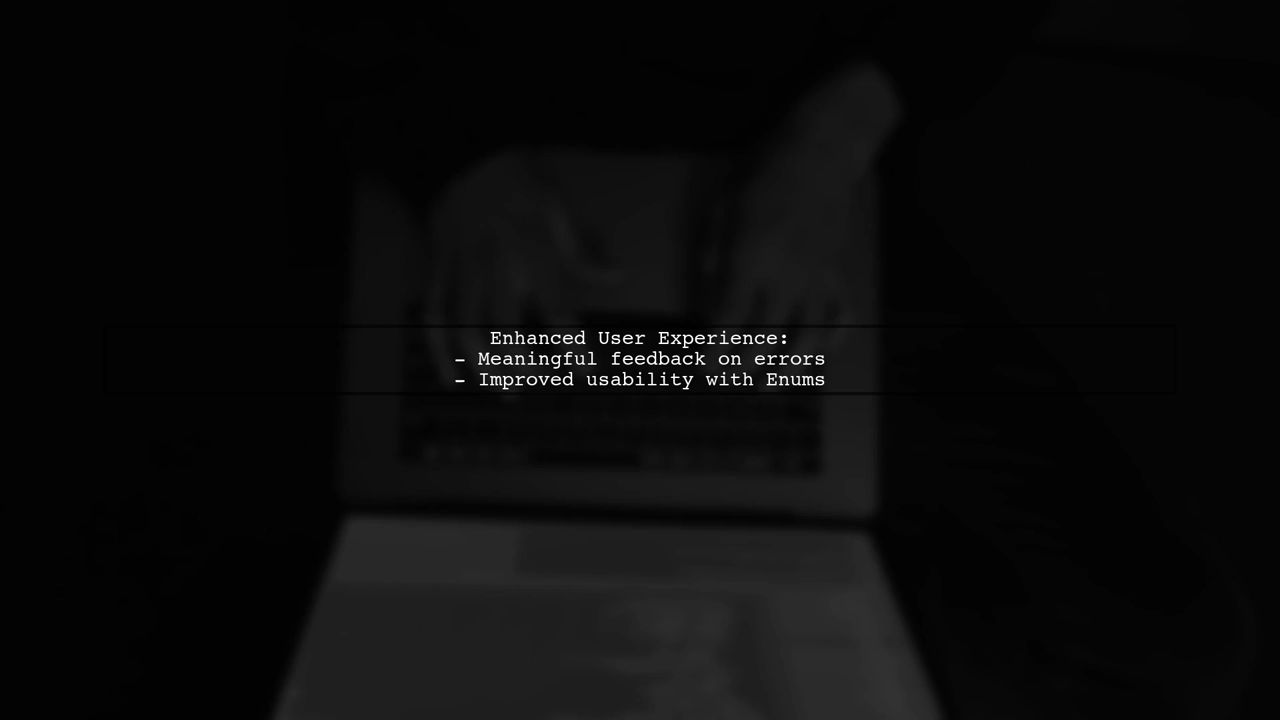 Enhanced User Experience:
- Meaningful feedback on errors
- Improved usability with Enums